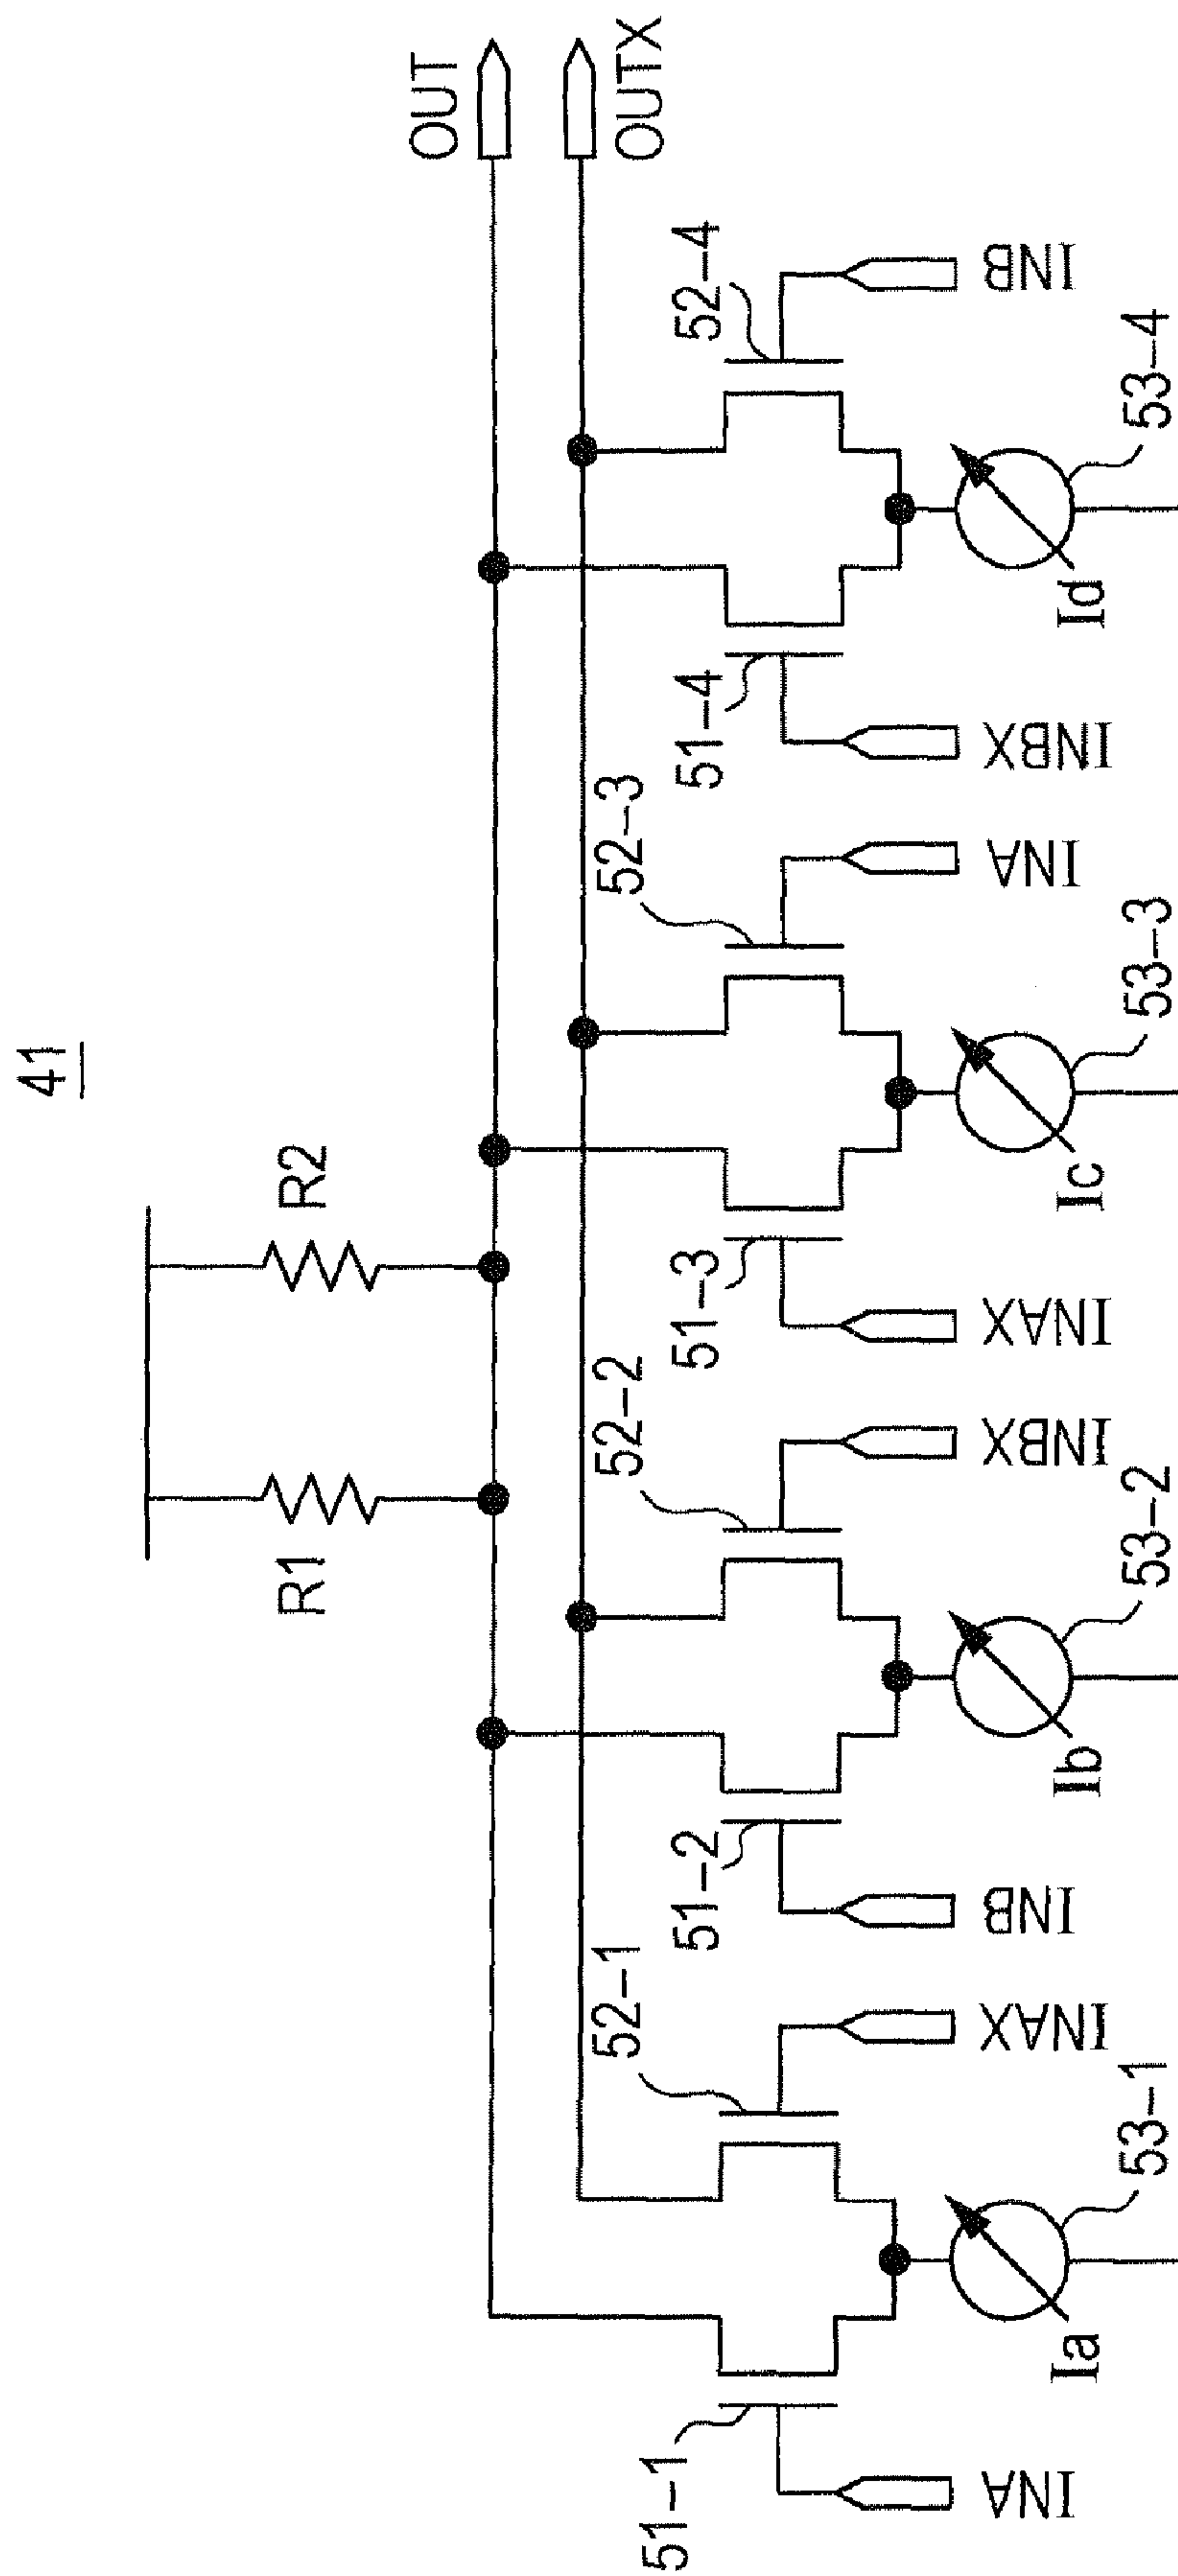 41
R1
R2
OUT
OUTX
51-1
52-1
51-2
52-2
51-3
52-3
51-4
52-4
INA
INAX
INB
INBX
INAX
INA
INBX
INB
Ia
53-1
Ib
53-2
Ic
53-3
Id
53-4